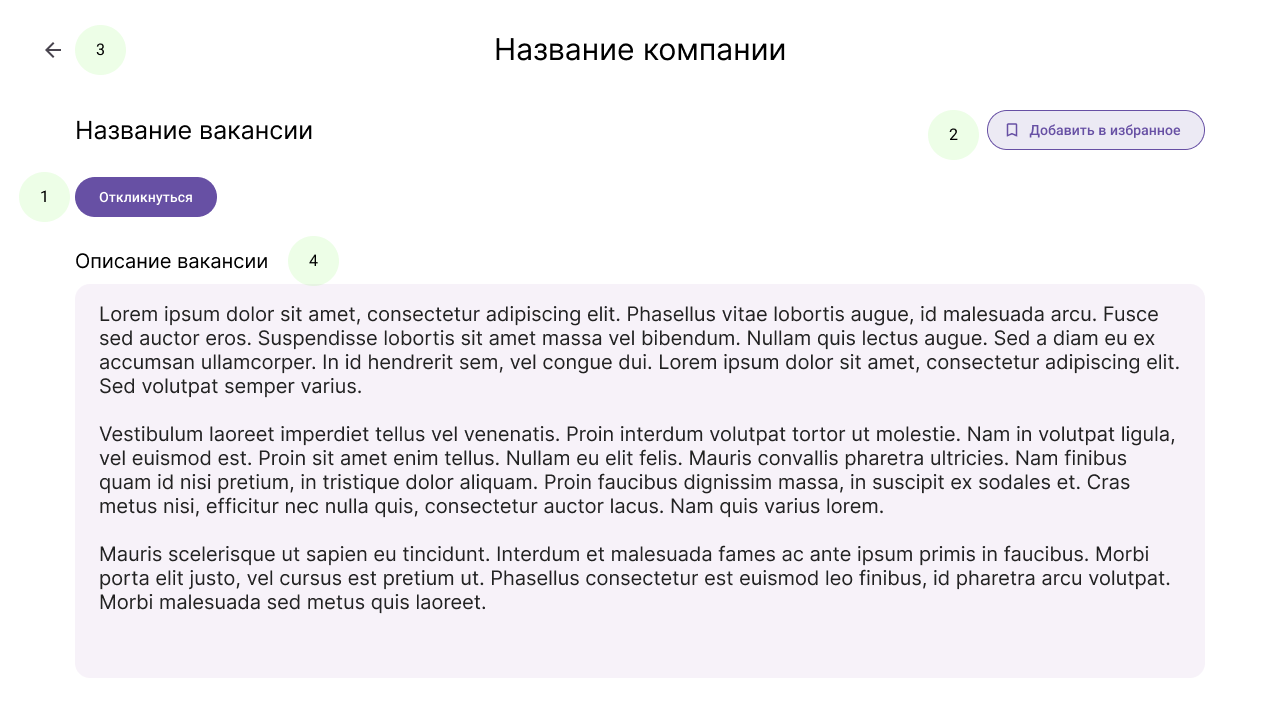 3
Название компании
Название вакансии
2
Добавить в избранное
1
Откликнуться
Описание вакансии
4
Lorem ipsum dolor sit amet, consectetur adipiscing elit. Phasellus vitae lobortis augue, id malesuada arcu. Fusce
sed auctor eros. Suspendisse lobortis sit amet massa vel bibendum. Nullam quis lectus augue. Sed a diam eu ex
accumsan ullamcorper. In id hendrerit sem, vel congue dui. Lorem ipsum dolor sit amet, consectetur adipiscing elit.
Sed volutpat semper varius.
Vestibulum laoreet imperdiet tellus vel venenatis. Proin interdum volutpat tortor ut molestie. Nam in volutpat ligula,
vel euismod est. Proin sit amet enim tellus. Nullam eu elit felis. Mauris convallis pharetra ultricies. Nam finibus
quam id nisi pretium, in tristique dolor aliquam. Proin faucibus dignissim massa, in suscipit ex sodales et. Cras
metus nisi, efficitur nec nulla quis, consectetur auctor lacus. Nam quis varius lorem.
Mauris scelerisque ut sapien eu tincidunt. Interdum et malesuada fames ac ante ipsum primis in faucibus. Morbi
porta elit justo, vel cursus est pretium ut. Phasellus consectetur est euismod leo finibus, id pharetra arcu volutpat.
Morbi malesuada sed metus quis laoreet.